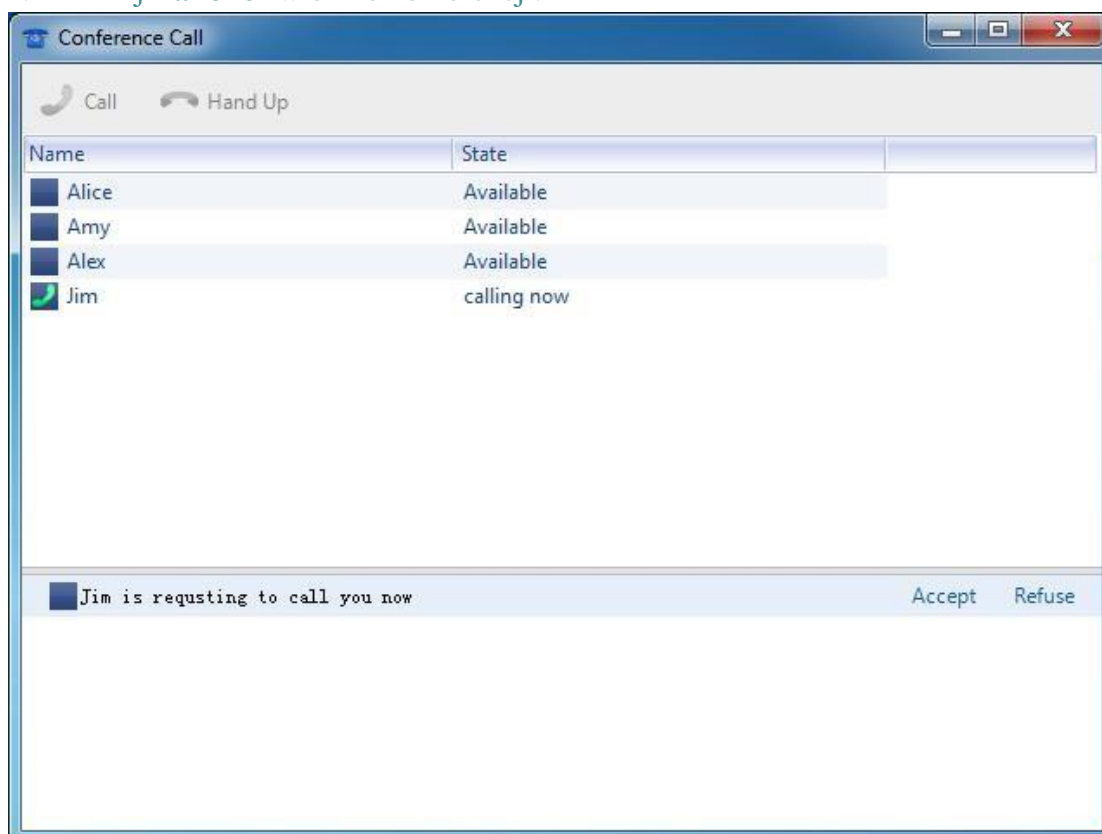 Conference Call
Call Hand Up
Name State
Alice Available
Amy Available
Alex Available
Jim calling now
Jim is requsting to call you now Accept Refuse